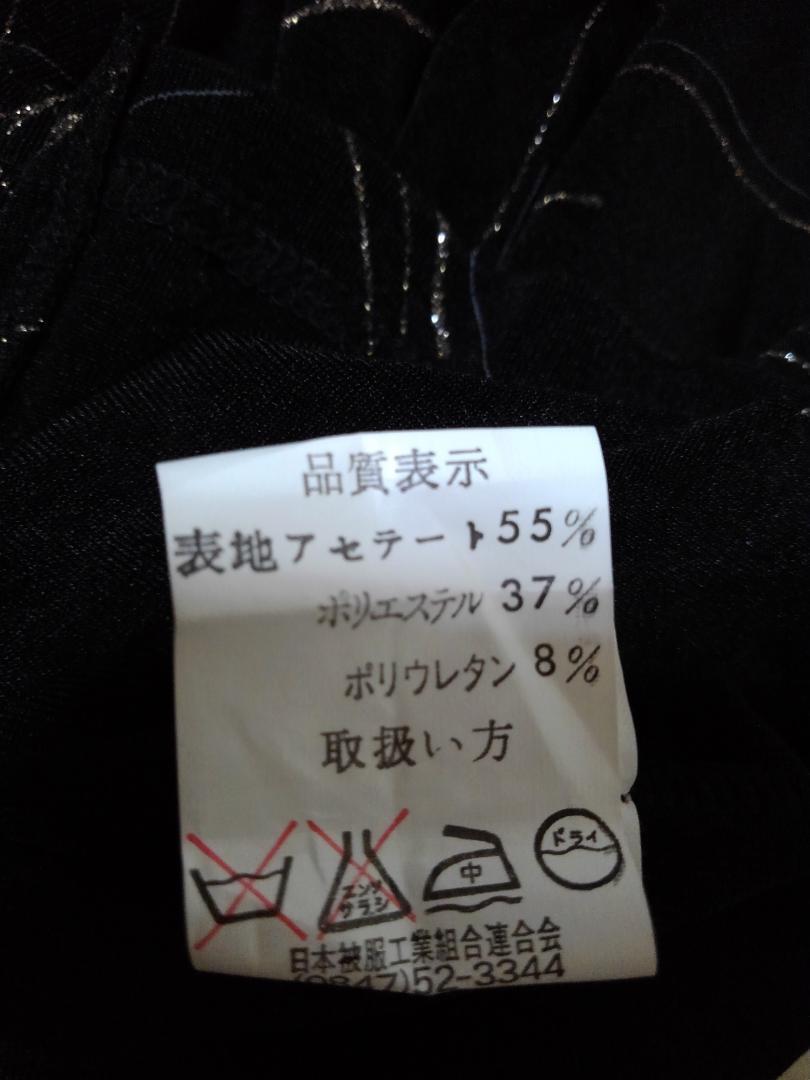 品質表示
表地アセテート55%
ポリエステル 37%
ポリウレタン 8%
取扱い方
エンソサラシ 中 ドライ
日本被服工業組合連合会
(0847)52-3344